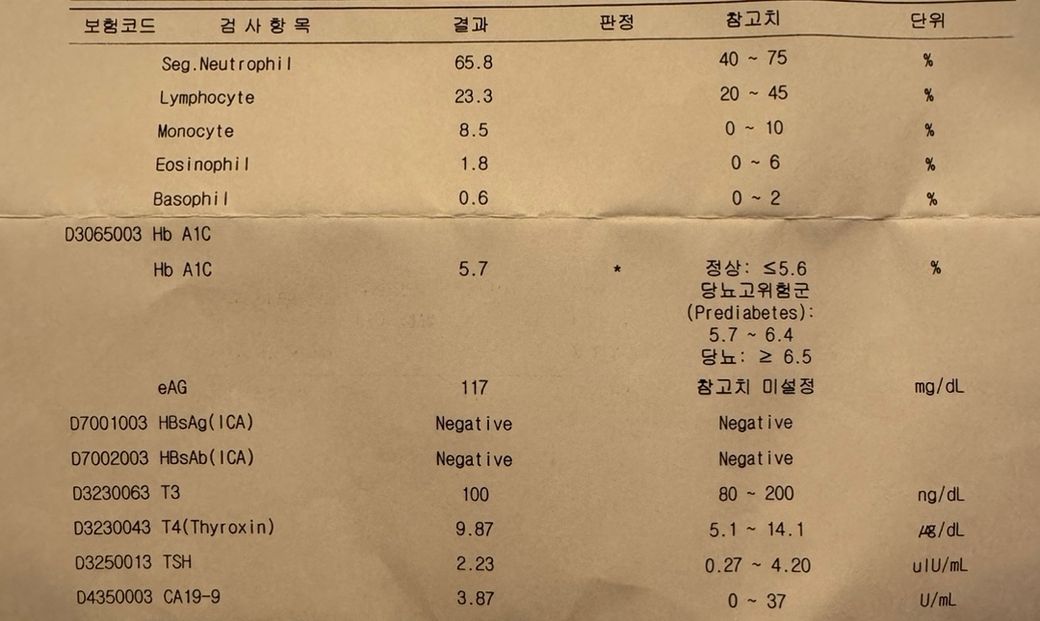 보험코드 검 사 항 목 결과 판정 참고치 단위
Seg.Neutrophil 65.8 40 ~ 75 %
Lymphocyte 23.3 20 ~ 45 %
Monocyte 8.5 0 ~ 10 %
Eosinophil 1.8 0 ~ 6 %
Basophil 0.6 0 ~ 2 %
D3065003 Hb A1C
Hb A1C 5.7 * 정상: ≤5.6 %
당뇨고위험군
(Prediabetes):
5.7 ~ 6.4
당뇨: ≥ 6.5
eAG 117 참고치 미설정 mg/dL
D7001003 HBsAg(ICA) Negative Negative
D7002003 HBsAb(ICA) Negative Negative
D3230063 T3 100 80 ~ 200 ng/dL
D3230043 T4(Thyroxin) 9.87 5.1 ~ 14.1 ㎍/dL
D3250013 TSH 2.23 0.27 ~ 4.20 uIU/mL
D4350003 CA19-9 3.87 0 ~ 37 U/mL